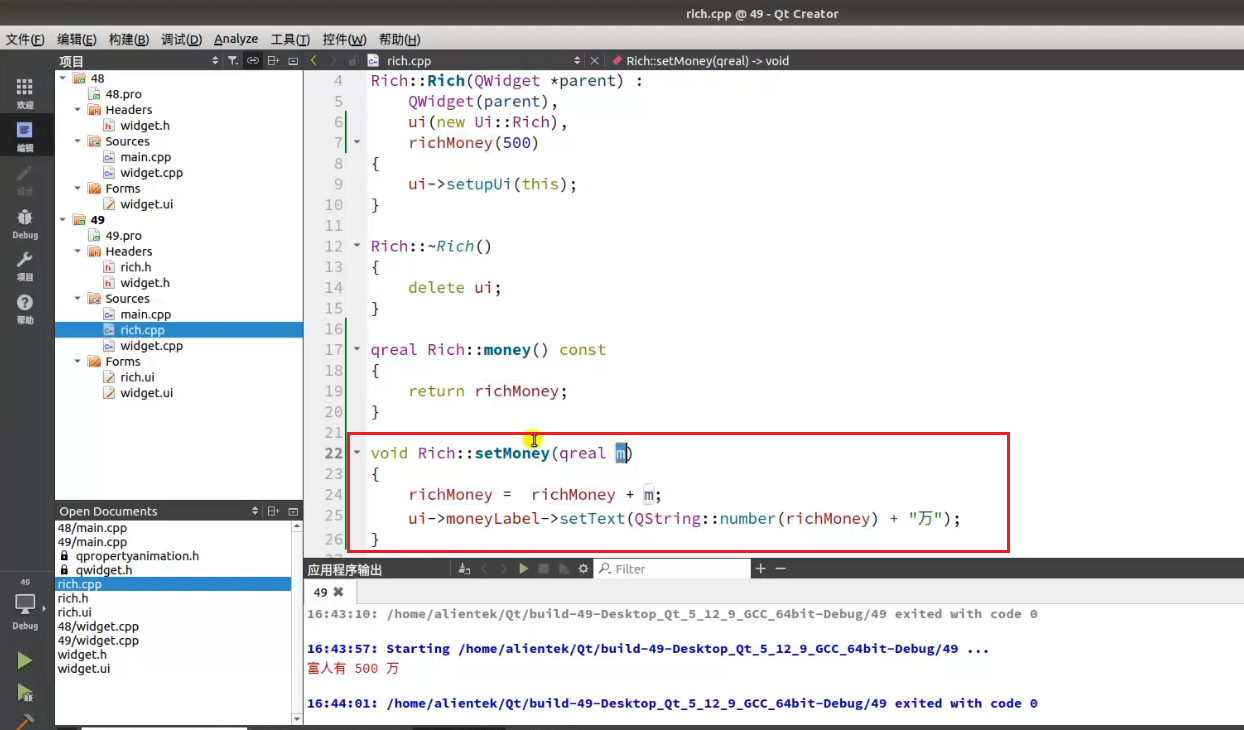 rich.cpp @ 49 - Qt Creator
文件(F) 编辑(E) 构建(B) 调试(D) Analyze 工具(T) 控件(W) 帮助(H)
项目
rich.cpp
Rich::setMoney(qreal) -> void
欢迎
编辑
设计
Debug
项目
帮助
49
Debug
48
48.pro
Headers
widget.h
Sources
main.cpp
widget.cpp
Forms
widget.ui
49
49.pro
Headers
rich.h
widget.h
Sources
main.cpp
rich.cpp
widget.cpp
Forms
rich.ui
widget.ui
Open Documents
48/main.cpp
49/main.cpp
qpropertyanimation.h
qwidget.h
rich.cpp
rich.h
rich.ui
48/widget.cpp
49/widget.cpp
widget.h
widget.ui
4 Rich::Rich(QWidget *parent) :
5 QWidget(parent),
6 ui(new Ui::Rich),
7 richMoney(500)
8 {
9 ui->setupUi(this);
10 }
11
12 Rich::~Rich()
13 {
14 delete ui;
15 }
16
17 qreal Rich::money() const
18 {
19 return richMoney;
20 }
21
22 void Rich::setMoney(qreal m)
23 {
24 richMoney =  richMoney + m;
25 ui->moneyLabel->setText(QString::number(richMoney) + "万");
26 }
27
应用程序输出
Filter
49
16:43:10: /home/alientek/Qt/build-49-Desktop_Qt_5_12_9_GCC_64bit-Debug/49 exited with code 0
16:43:57: Starting /home/alientek/Qt/build-49-Desktop_Qt_5_12_9_GCC_64bit-Debug/49 ...
富人有 500 万
16:44:01: /home/alientek/Qt/build-49-Desktop_Qt_5_12_9_GCC_64bit-Debug/49 exited with code 0